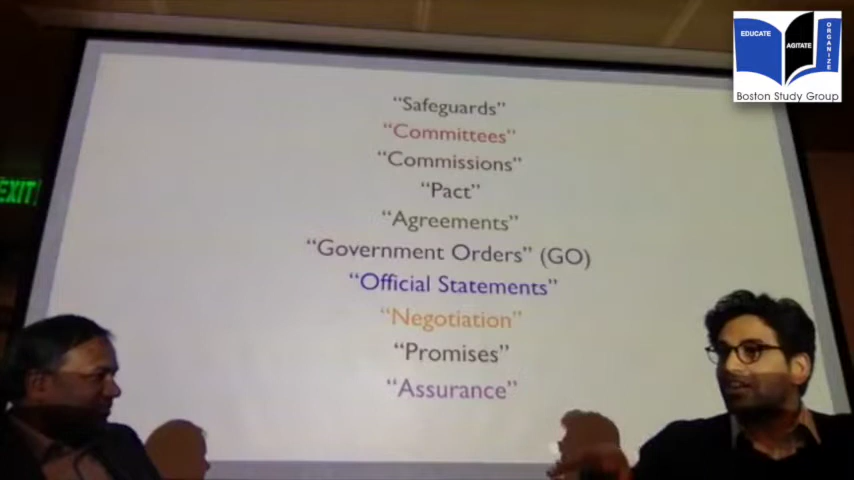 EDUCATE
AGITATE
ORGANIZE
Boston Study Group
EXIT
“Safeguards”
“Committees”
“Commissions”
“Pact”
“Agreements”
“Government Orders” (GO)
“Official Statements”
“Negotiation”
“Promises”
“Assurance”